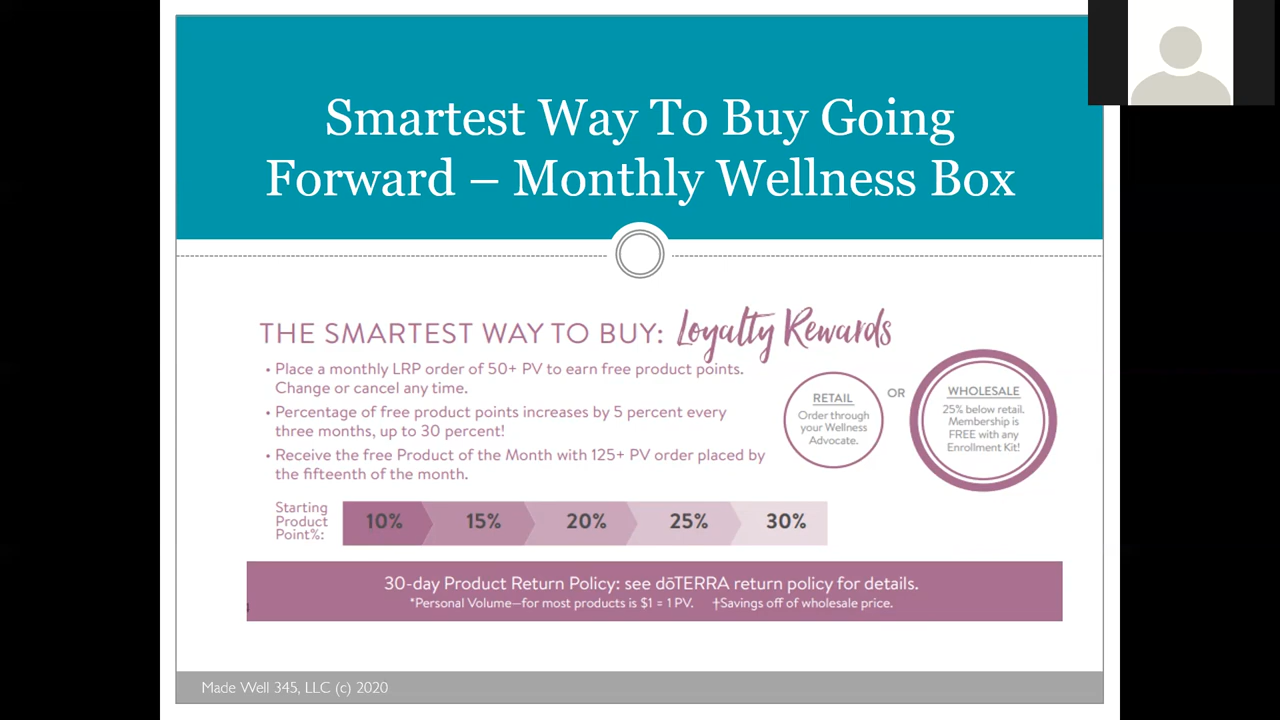 Smartest Way To Buy Going
Forward – Monthly Wellness Box
THE SMARTEST WAY TO BUY: Loyalty Rewards
• Place a monthly LRP order of 50+ PV to earn free product points.
Change or cancel any time.
• Percentage of free product points increases by 5 percent every
three months, up to 30 percent!
• Receive the free Product of the Month with 125+ PV order placed by
the fifteenth of the month.
RETAIL
Order through
your Wellness
Advocate.
OR
WHOLESALE
25% below retail.
Membership is
FREE with any
Enrollment Kit!
Starting
Product
Point%:
10% 15% 20% 25% 30%
30-day Product Return Policy: see dōTERRA return policy for details.
*Personal Volume—for most products is $1 = 1 PV. †Savings off of wholesale price.
Made Well 345, LLC (c) 2020